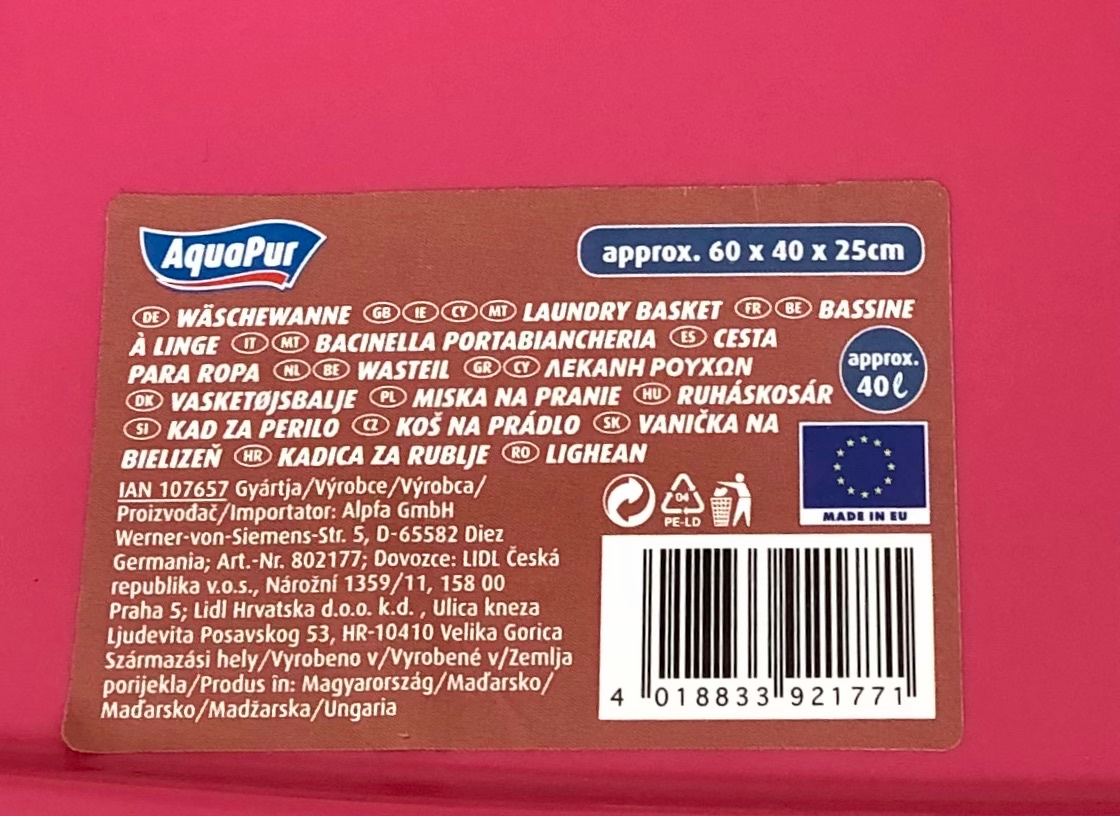 AquaPur
approx. 60 x 40 x 25cm
DE WÄSCHEWANNE GB IE CY MT LAUNDRY BASKET FR BE BASSINE
À LINGE IT MT BACINELLA PORTABIANCHERIA ES CESTA
PARA ROPA NL BE WASTEIL GR CY ΛΕΚΑΝΗ ΡΟΥΧΩΝ
DK VASKETØJSBALJE PL MISKA NA PRANIE HU RUHÁSKOSÁR
SI KAD ZA PERILO CZ KOŠ NA PRÁDLO SK VANIČKA NA
BIELIZEŇ HR KADICA ZA RUBLJE RO LIGHEAN
approx.
40ℓ
IAN 107657 Gyártja/Výrobce/Výrobca/
Proizvođač/Importator: Alpfa GmbH
Werner-von-Siemens-Str. 5, D-65582 Diez
Germania; Art.-Nr. 802177; Dovozce: LIDL Česká
republika v.o.s., Nárožní 1359/11, 158 00
Praha 5; Lidl Hrvatska d.o.o. k.d. , Ulica kneza
Ljudevita Posavskog 53, HR-10410 Velika Gorica
Származási hely/Vyrobeno v/Vyrobené v/Zemlja
porijekla/Produs în: Magyarország/Maďarsko/
Maďarsko/Madžarska/Ungaria
04
PE-LD
MADE IN EU
4 018833 921771